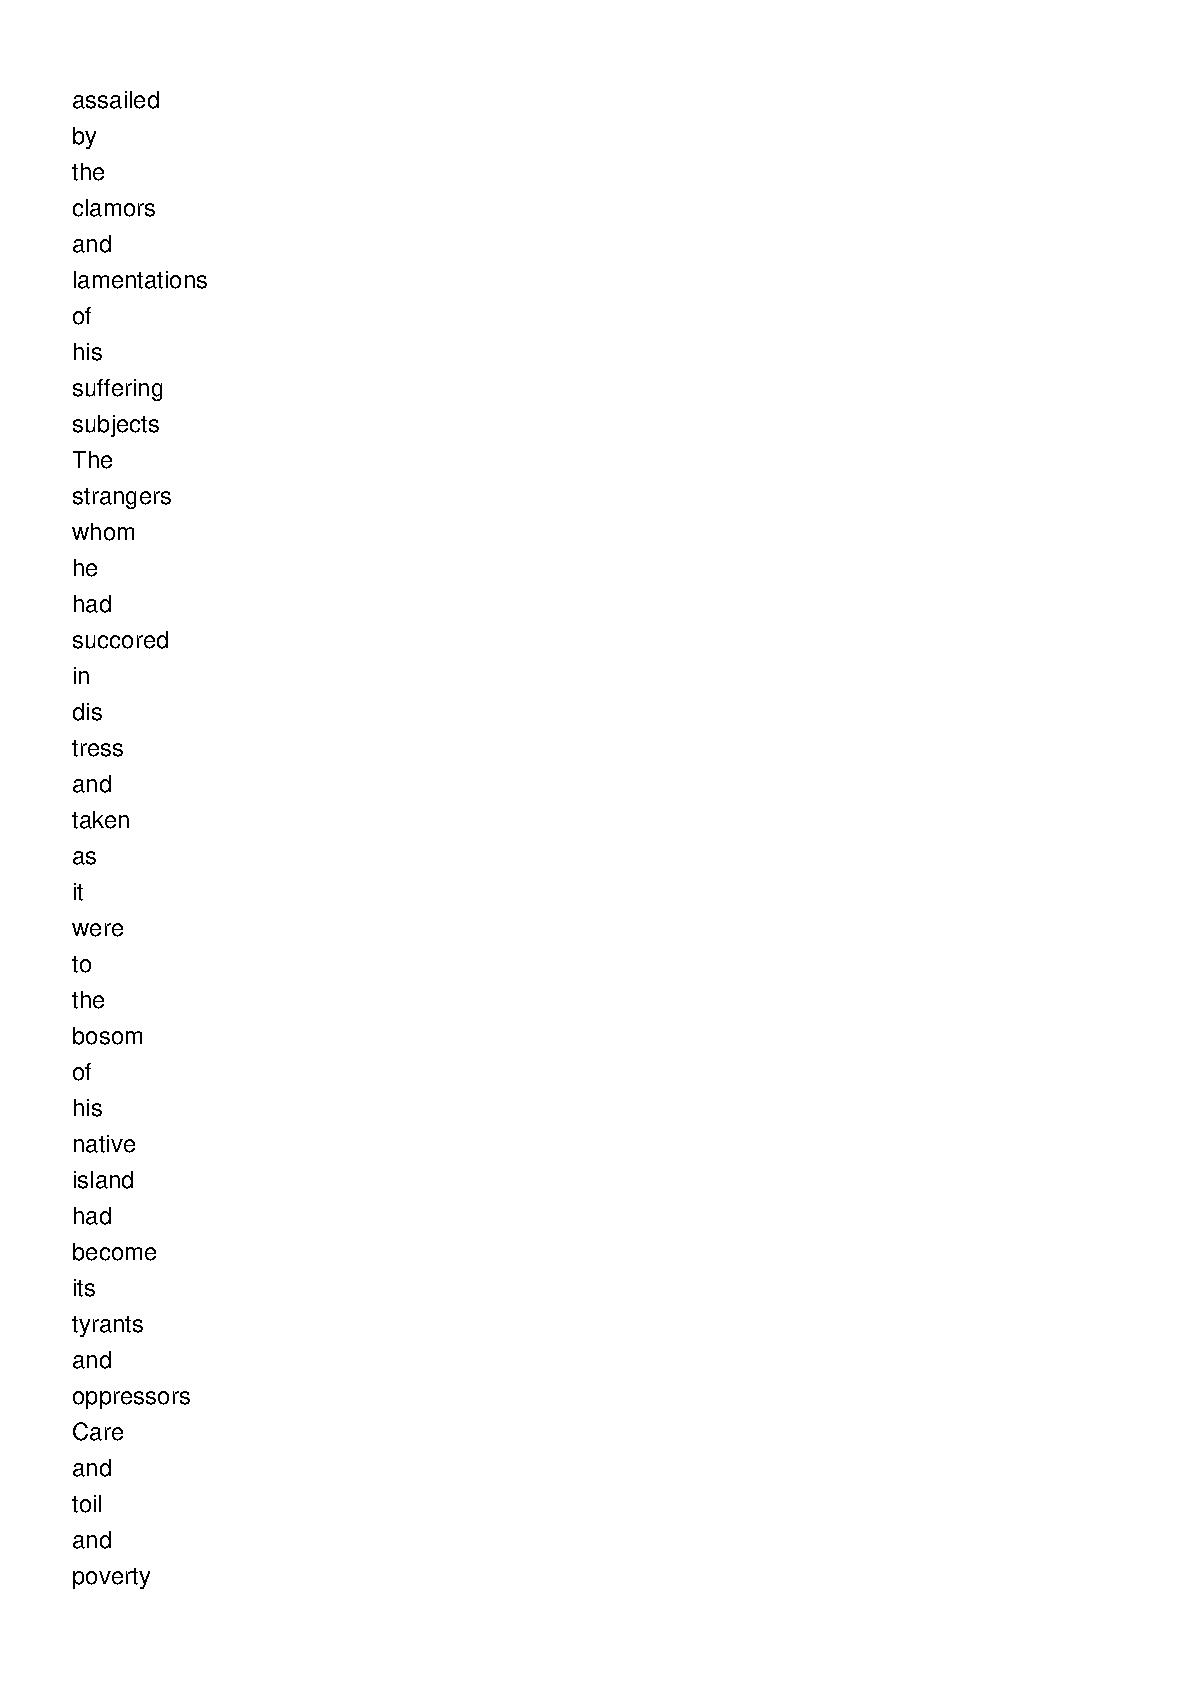 assailed
by
the
clamors
and
lamentations
of
his
suffering
subjects
The
strangers
whom
he
had
succored
in
dis
tress
and
taken
as
it
were
to
the
bosom
of
his
native
island
had
become
its
tyrants
and
oppressors
Care
and
toil
and
poverty